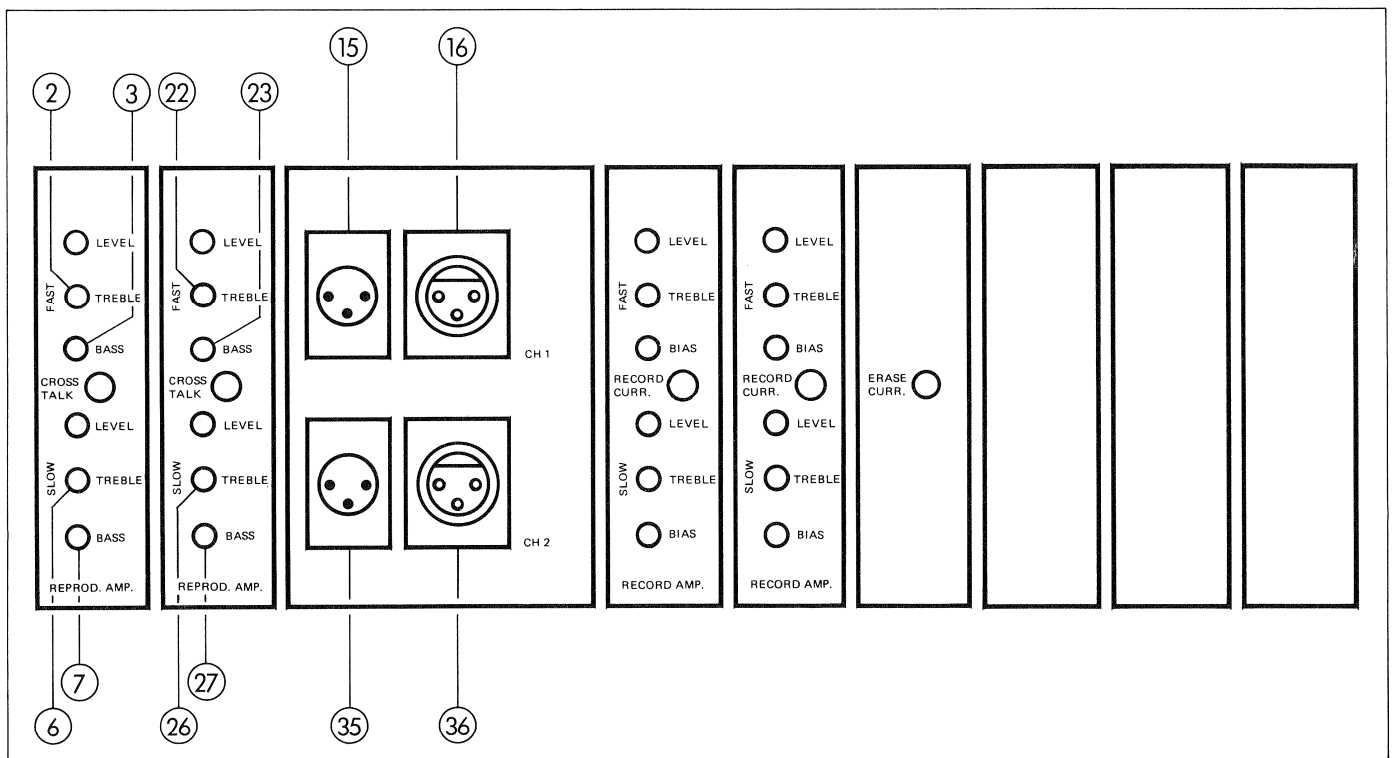 15 16
2 3 22 23
LEVEL
FAST
TREBLE
BASS
CROSS
TALK
LEVEL
SLOW
TREBLE
BASS
REPROD. AMP.
LEVEL
FAST
TREBLE
BASS
CROSS
TALK
LEVEL
SLOW
TREBLE
BASS
REPROD. AMP.
CH 1
CH 2
LEVEL
FAST
TREBLE
BIAS
RECORD
CURR.
LEVEL
SLOW
TREBLE
BIAS
RECORD AMP.
LEVEL
FAST
TREBLE
BIAS
RECORD
CURR.
LEVEL
SLOW
TREBLE
BIAS
RECORD AMP.
ERASE
CURR.
7 27
6 26 35 36